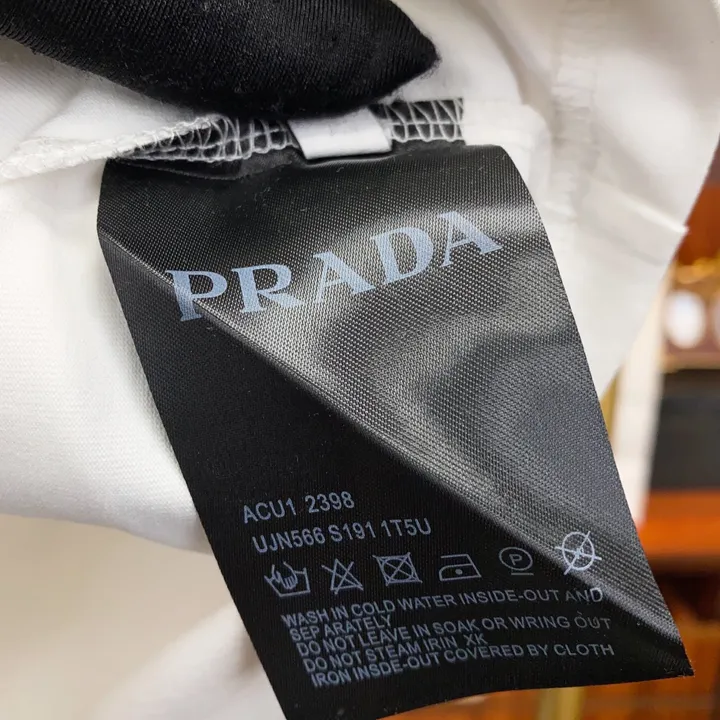 PRADA
ACU1 2398
UJN566 S191 1T5U
P
WASH IN COLD WATER INSIDE-OUT AND
SEP ARATELY
DO NOT LEAVE IN SOAK OR WRING OUT
DO NOT STEAM IRIN XK
IRON INSDE-OUT COVERED BY CLOTH